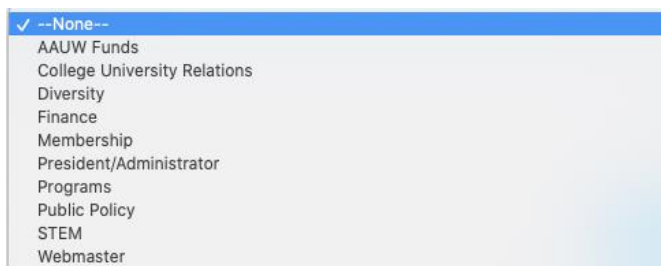 ✓ --None--
AAUW Funds
College University Relations
Diversity
Finance
Membership
President/Administrator
Programs
Public Policy
STEM
Webmaster